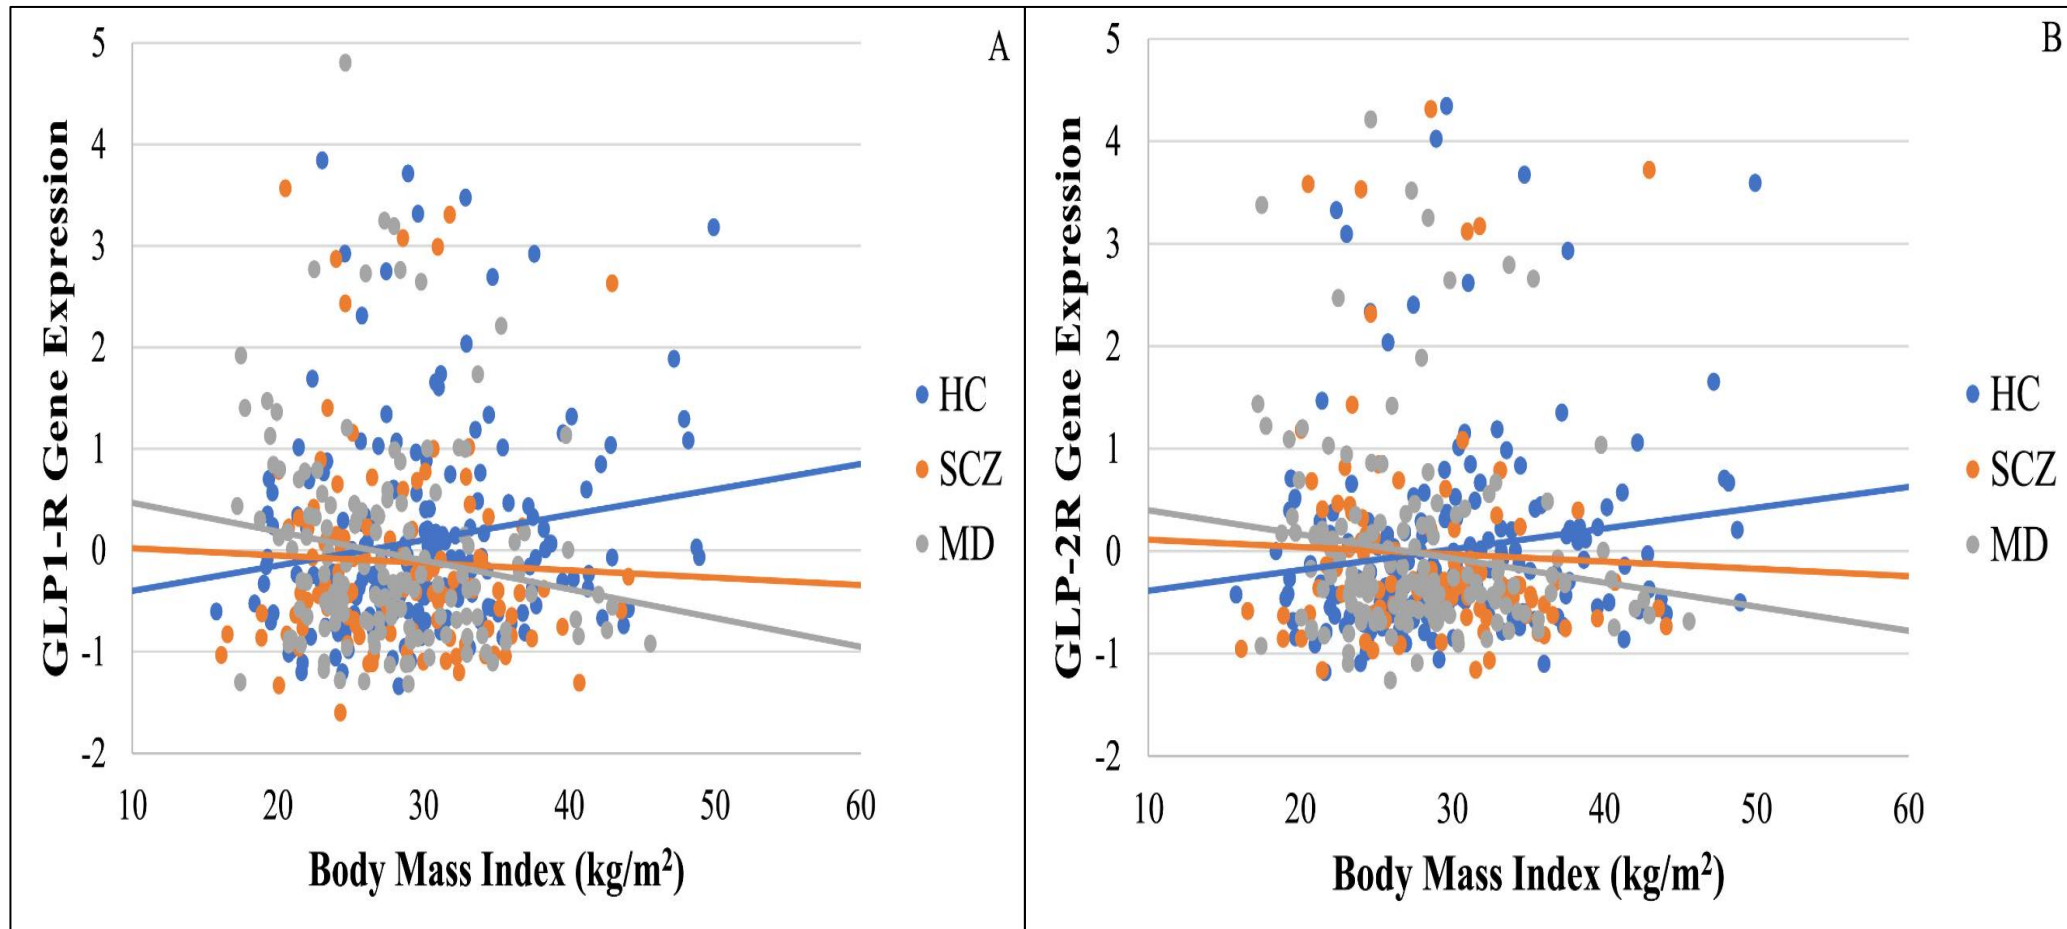 A
GLP1-R Gene Expression
5
4
3
2
1
0
-1
-2
10 20 30 40 50 60
Body Mass Index (kg/m²)
HC
SCZ
MD
B
GLP-2R Gene Expression
5
4
3
2
1
0
-1
-2
10 20 30 40 50 60
Body Mass Index (kg/m²)
HC
SCZ
MD